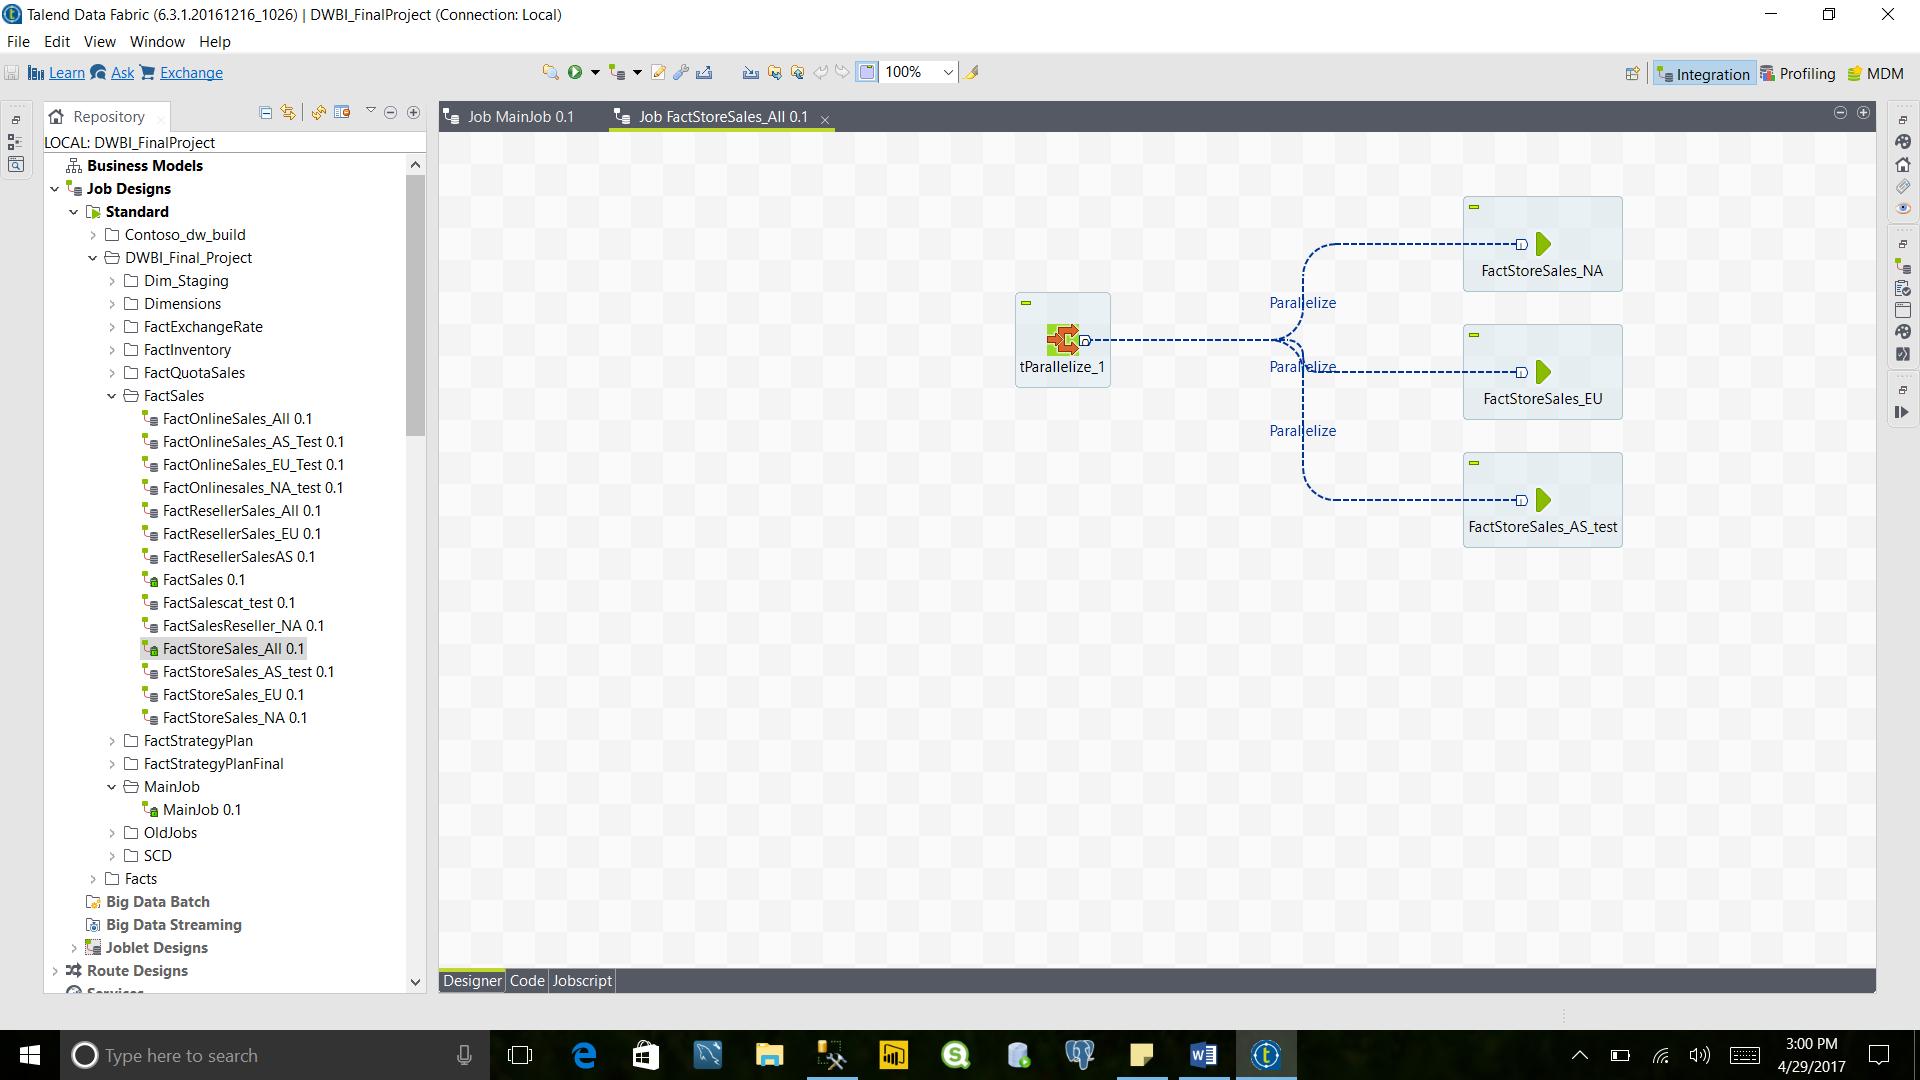 Talend Data Fabric (6.3.1.20161216_1026) | DWBI_FinalProject (Connection: Local)
File Edit View Window Help
Learn Ask Exchange
100%
Integration Profiling MDM
Repository
LOCAL: DWBI_FinalProject
Business Models
Job Designs
Standard
Contoso_dw_build
DWBI_Final_Project
Dim_Staging
Dimensions
FactExchangeRate
FactInventory
FactQuotaSales
FactSales
FactOnlineSales_All 0.1
FactOnlineSales_AS_Test 0.1
FactOnlineSales_EU_Test 0.1
FactOnlinesales_NA_test 0.1
FactResellerSales_All 0.1
FactResellerSales_EU 0.1
FactResellerSalesAS 0.1
FactSales 0.1
FactSalescat_test 0.1
FactSalesReseller_NA 0.1
FactStoreSales_All 0.1
FactStoreSales_AS_test 0.1
FactStoreSales_EU 0.1
FactStoreSales_NA 0.1
FactStrategyPlan
FactStrategyPlanFinal
MainJob
MainJob 0.1
OldJobs
SCD
Facts
Big Data Batch
Big Data Streaming
Joblet Designs
Route Designs
Services
Job MainJob 0.1
Job FactStoreSales_All 0.1
tParallelize_1
Parallelize
Parallelize
Parallelize
FactStoreSales_NA
FactStoreSales_EU
FactStoreSales_AS_test
Designer Code Jobscript
Type here to search
3:00 PM
4/29/2017